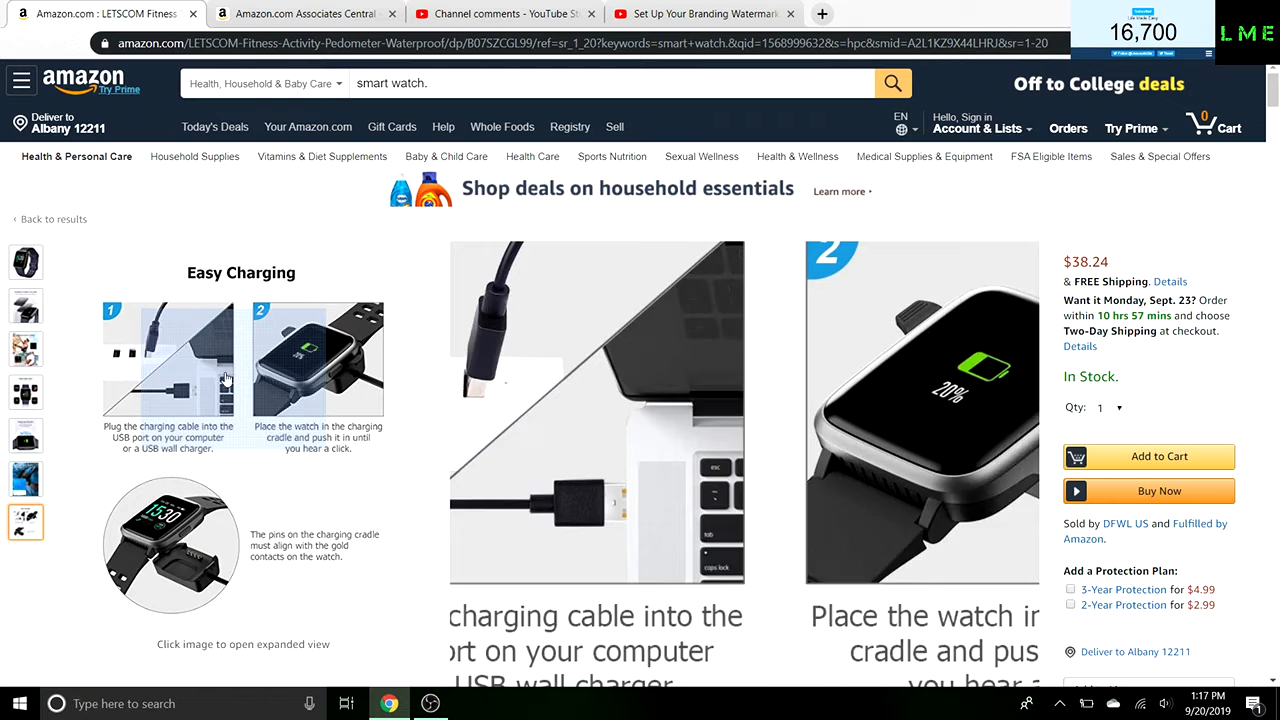 Amazon.com : LETSCOM Fitness
Amazon.com Associates Central -
Channel comments - YouTube St
Set Up Your Branding Watermark
amazon.com/LETSCOM-Fitness-Activity-Pedometer-Waterproof/dp/B07SZCGL99/ref=sr_1_20?keywords=smart+watch.&qid=1568999632&s=hpc&smid=A2L1KZ9X44LHRJ&sr=1-20
16,700
LME
amazon
Try Prime
Health, Household & Baby Care
smart watch.
Off to College deals
Deliver to
Albany 12211
Today's Deals
Your Amazon.com
Gift Cards
Help
Whole Foods
Registry
Sell
EN
Hello, Sign in
Account & Lists
Orders
Try Prime
0
Cart
Health & Personal Care
Household Supplies
Vitamins & Diet Supplements
Baby & Child Care
Health Care
Sports Nutrition
Sexual Wellness
Health & Wellness
Medical Supplies & Equipment
FSA Eligible Items
Sales & Special Offers
Shop deals on household essentials
Learn more
‹ Back to results
Easy Charging
1
2
20%
Plug the charging cable into the
USB port on your computer
or a USB wall charger.
Place the watch in the charging
cradle and push it in until
you hear a click.
The pins on the charging cradle
must align with the gold
contacts on the watch.
Click image to open expanded view
esc
tab
caps lock
charging cable into the
ort on your computer
USB wall charger.
2
20%
Place the watch in
cradle and pus
you hear a
$38.24
& FREE Shipping. Details
Want it Monday, Sept. 23? Order
within 10 hrs 57 mins and choose
Two-Day Shipping at checkout.
Details
In Stock.
Qty: 1
Add to Cart
Buy Now
Sold by DFWL US and Fulfilled by
Amazon.
Add a Protection Plan:
3-Year Protection for $4.99
2-Year Protection for $2.99
Deliver to Albany 12211
Type here to search
1:17 PM
9/20/2019
1